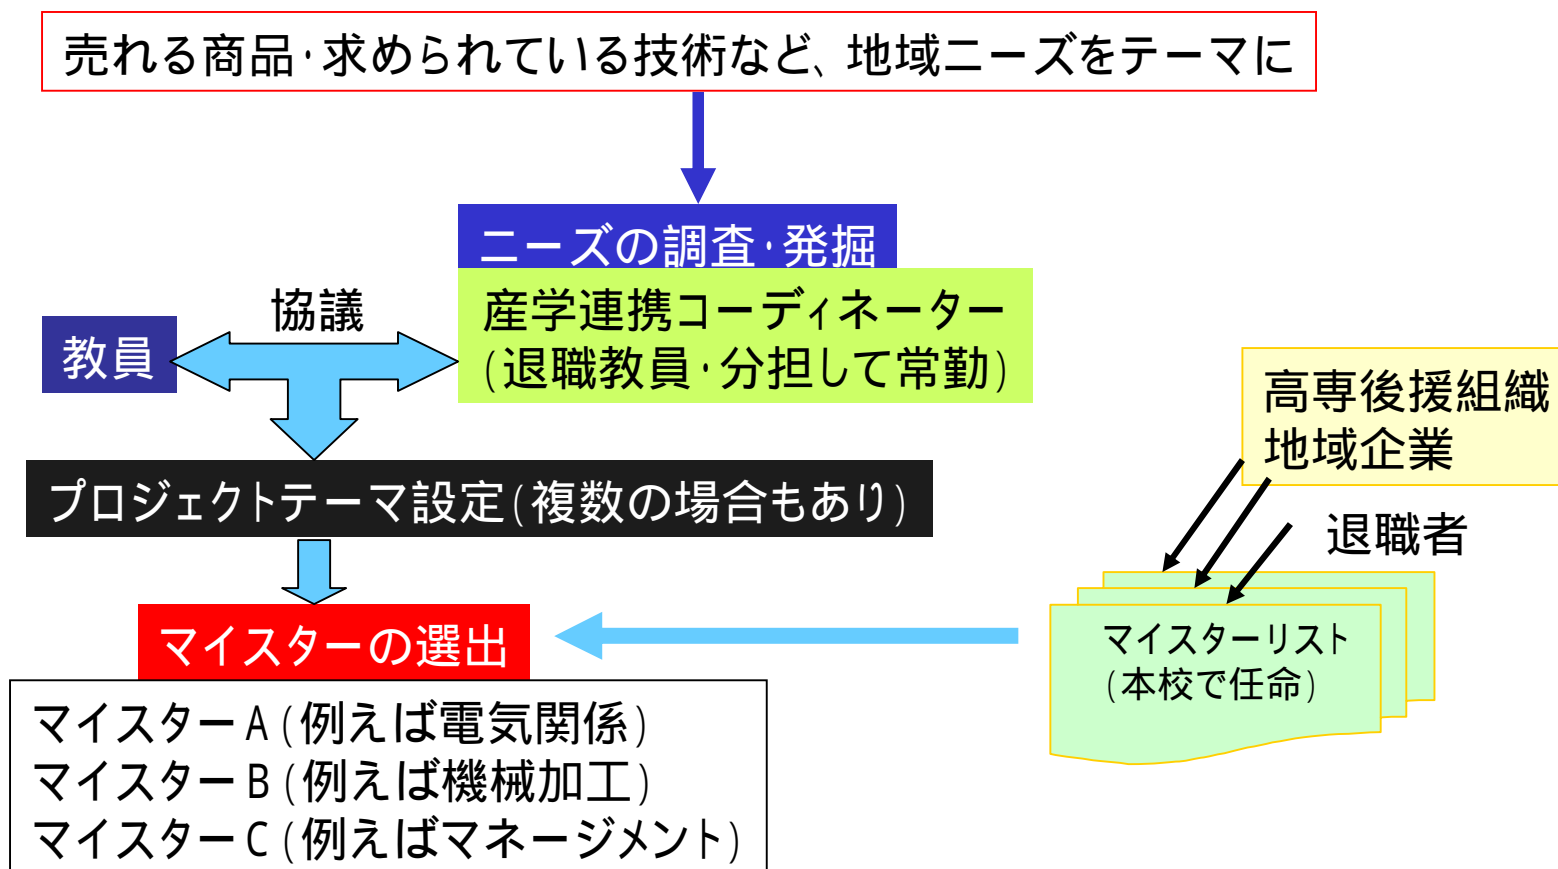 売れる商品・求められている技術など、地域ニーズをテーマに
ニーズの調査・発掘
協議
教員
産学連携コーディネーター
(退職教員・分担して常勤)
高専後援組織
地域企業
プロジェクトテーマ設定(複数の場合もあり)
退職者
マイスターの選出
マイスターリスト
(本校で任命)
マイスターA(例えば電気関係)
マイスターB(例えば機械加工)
マイスターC(例えばマネージメント)